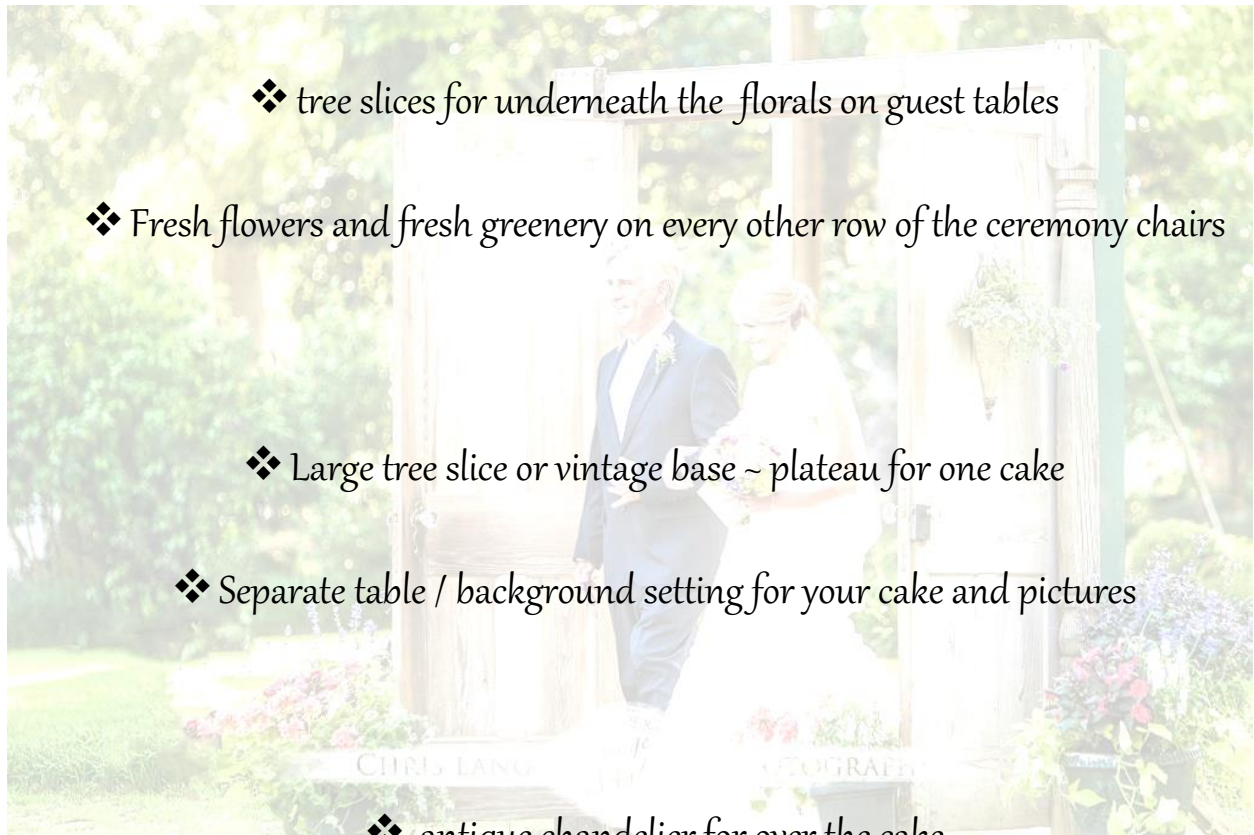 ❖ tree slices for underneath the florals on guest tables
❖ Fresh flowers and fresh greenery on every other row of the ceremony chairs
❖ Large tree slice or vintage base ~ plateau for one cake
❖ Separate table / background setting for your cake and pictures
CHRIS LANG
❖ antique chandelier for over the cake